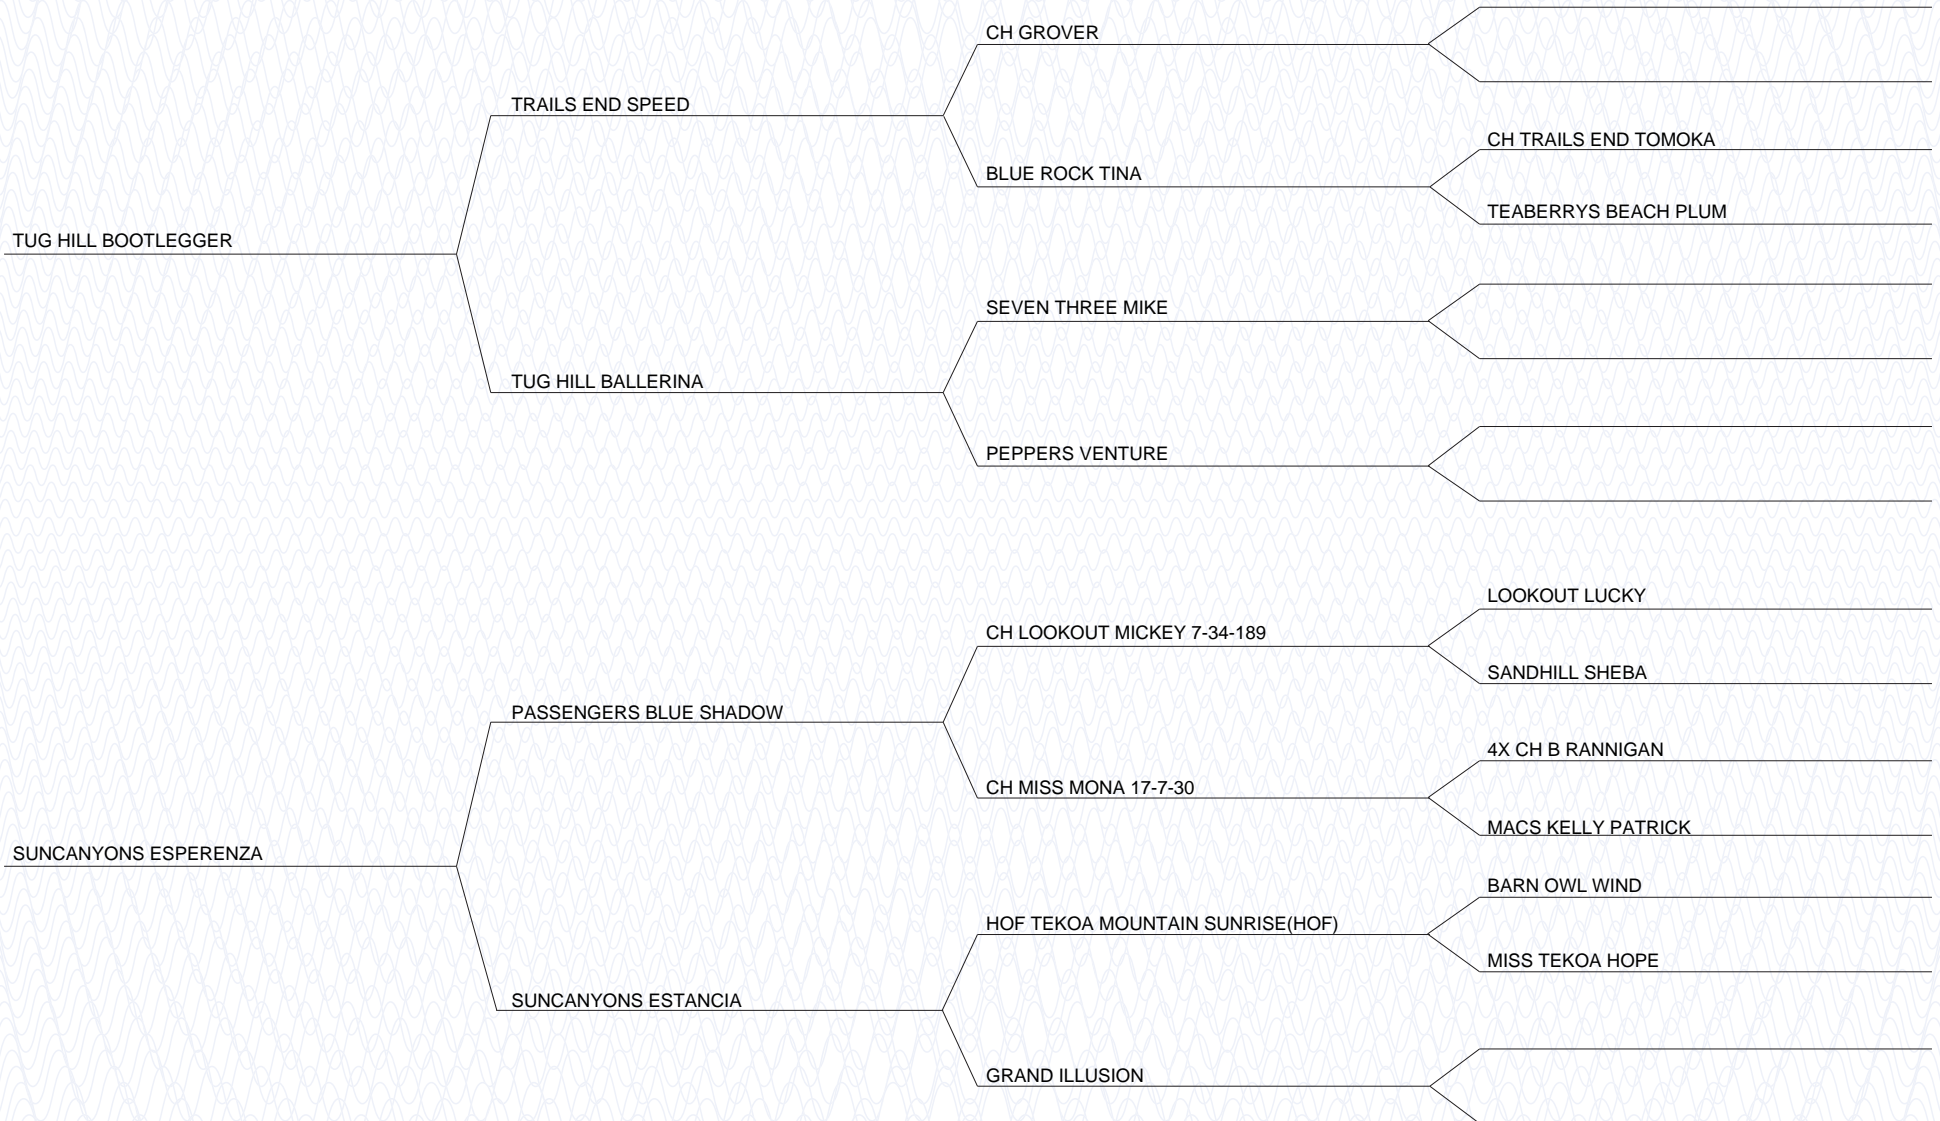 CH GROVER
TRAILS END SPEED
CH TRAILS END TOMOKA
BLUE ROCK TINA
TEABERRYS BEACH PLUM
TUG HILL BOOTLEGGER
SEVEN THREE MIKE
TUG HILL BALLERINA
PEPPERS VENTURE
LOOKOUT LUCKY
CH LOOKOUT MICKEY 7-34-189
SANDHILL SHEBA
PASSENGERS BLUE SHADOW
4X CH B RANNIGAN
CH MISS MONA 17-7-30
MACS KELLY PATRICK
SUNCANYONS ESPERENZA
BARN OWL WIND
HOF TEKOA MOUNTAIN SUNRISE(HOF)
MISS TEKOA HOPE
SUNCANYONS ESTANCIA
GRAND ILLUSION